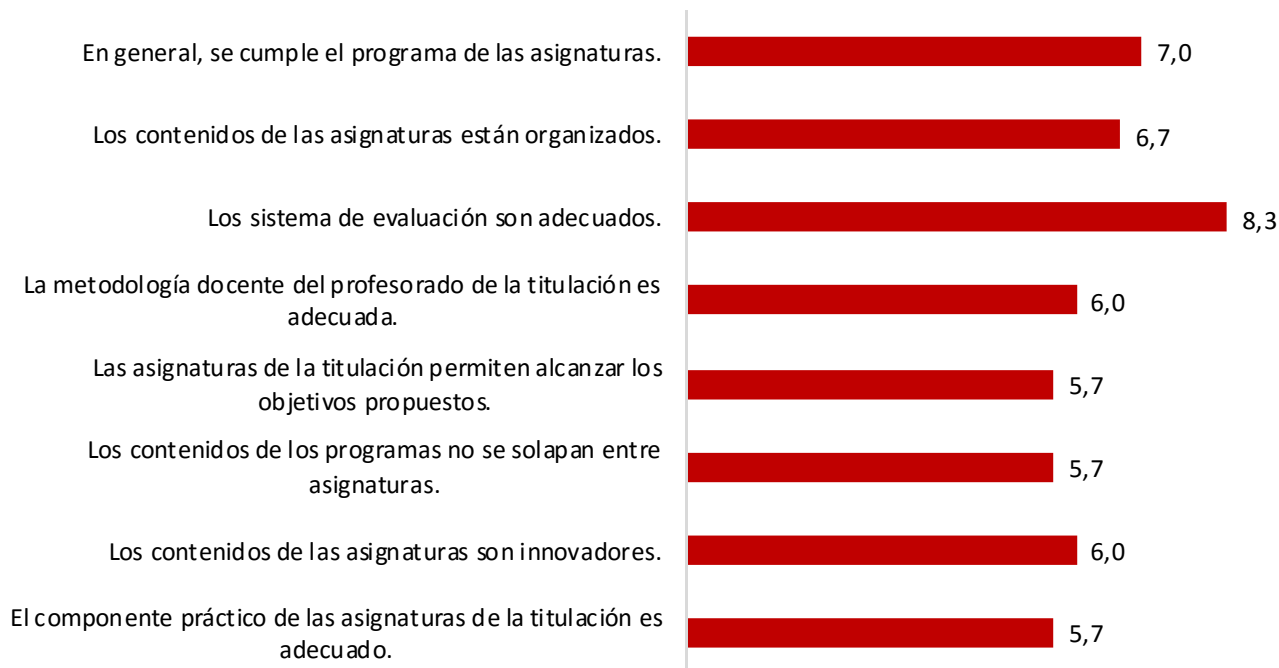 En general, se cumple el programa de las asignaturas.
7,0
Los contenidos de las asignaturas están organizados.
6,7
Los sistema de evaluación son adecuados.
8,3
La metodología docente del profesorado de la titulación es
adecuada.
6,0
Las asignaturas de la titulación permiten alcanzar los
objetivos propuestos.
5,7
Los contenidos de los programas no se solapan entre
asignaturas.
5,7
Los contenidos de las asignaturas son innovadores.
6,0
El componente práctico de las asignaturas de la titulación es
adecuado.
5,7